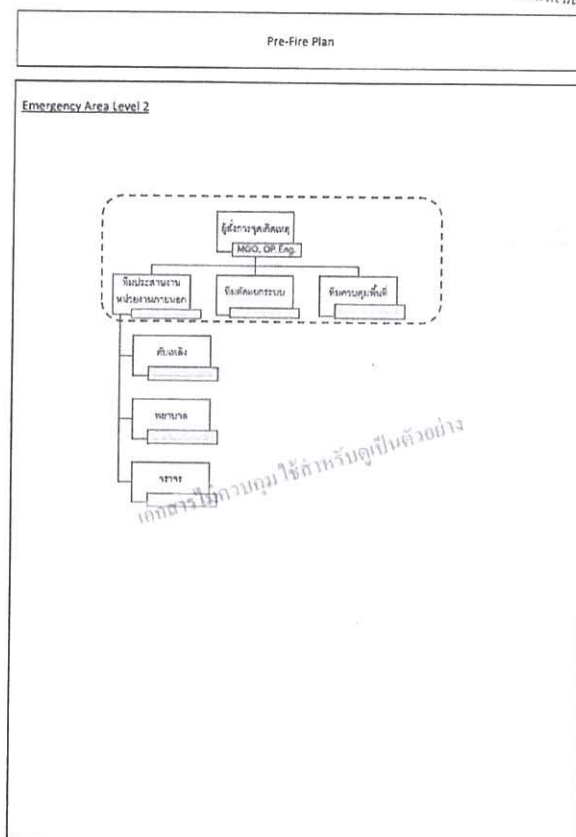 Pre-Fire Plan
Emergency Area Level 2
ผู้สั่งการจุดเกิดเหตุ
MGO, OP. Eng.
ทีมประสานงาน
หน่วยงานภายนอก
ทีมตัดแยกระบบ
ทีมควบคุมพื้นที่
ดับเพลิง
พยาบาล
จราจร
เอกสารไม่ควบคุม ใช้สำหรับดูเป็นตัวอย่าง